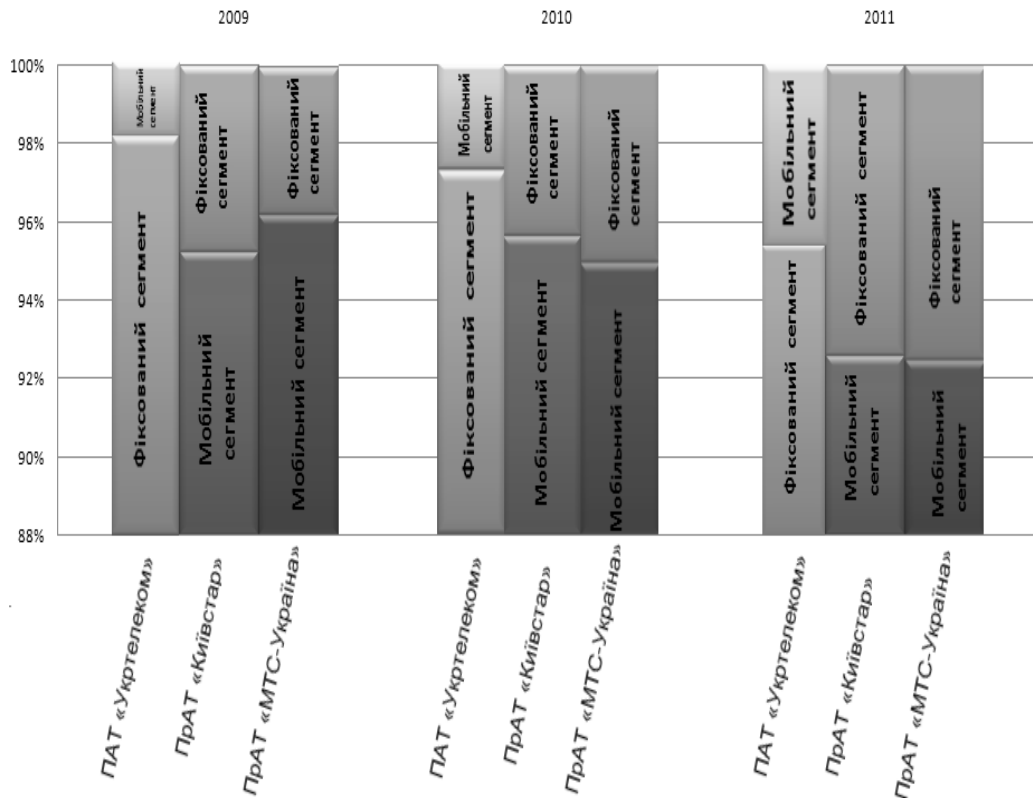 2009
2010
2011
100%
98%
96%
94%
92%
90%
88%
Мобільний
сегмент
Фіксований сегмент
Фіксований
сегмент
Мобільний
сегмент
Фіксований
сегмент
Мобільний сегмент
Мобільний
сегмент
Фіксований сегмент
Фіксований
сегмент
Мобільний сегмент
Фіксований
сегмент
Мобільний сегмент
Мобільний
сегмент
Фіксований сегмент
Фіксований сегмент
Мобільний
сегмент
Фіксований
сегмент
Мобільний
сегмент
ПАТ «Укртелеком»
ПрАТ «Київстар»
ПрАТ «МТС-Україна»
ПАТ «Укртелеком»
ПрАТ «Київстар»
ПрАТ «МТС-Україна»
ПАТ «Укртелеком»
ПрАТ «Київстар»
ПрАТ «МТС-Україна»